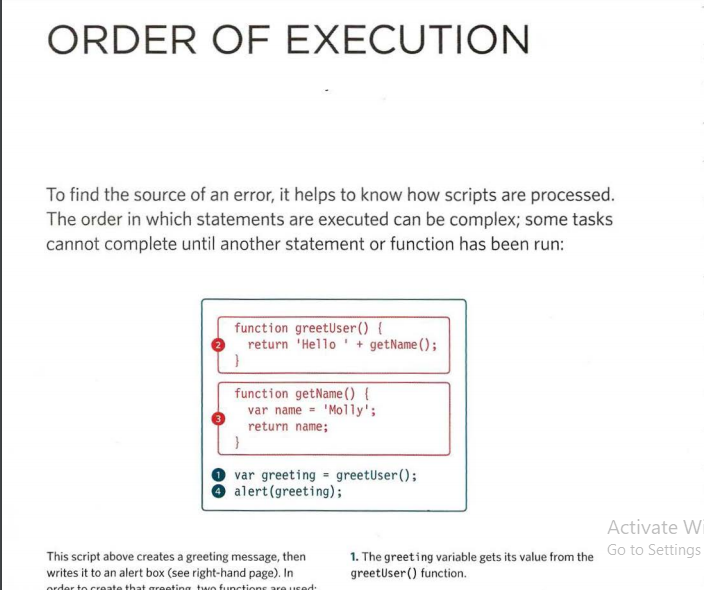 ORDER OF EXECUTION
To find the source of an error, it helps to know how scripts are processed.
The order in which statements are executed can be complex; some tasks
cannot complete until another statement or function has been run:
function greetUser() {
2 return 'Hello ' + getName();
}
function getName() {
var name = 'Molly';
3 return name;
}
1 var greeting = greetUser();
4 alert(greeting);
This script above creates a greeting message, then
writes it to an alert box (see right-hand page). In
order to create that greeting, two functions are used:
1. The greeting variable gets its value from the
greetUser() function.
Activate Wi
Go to Settings